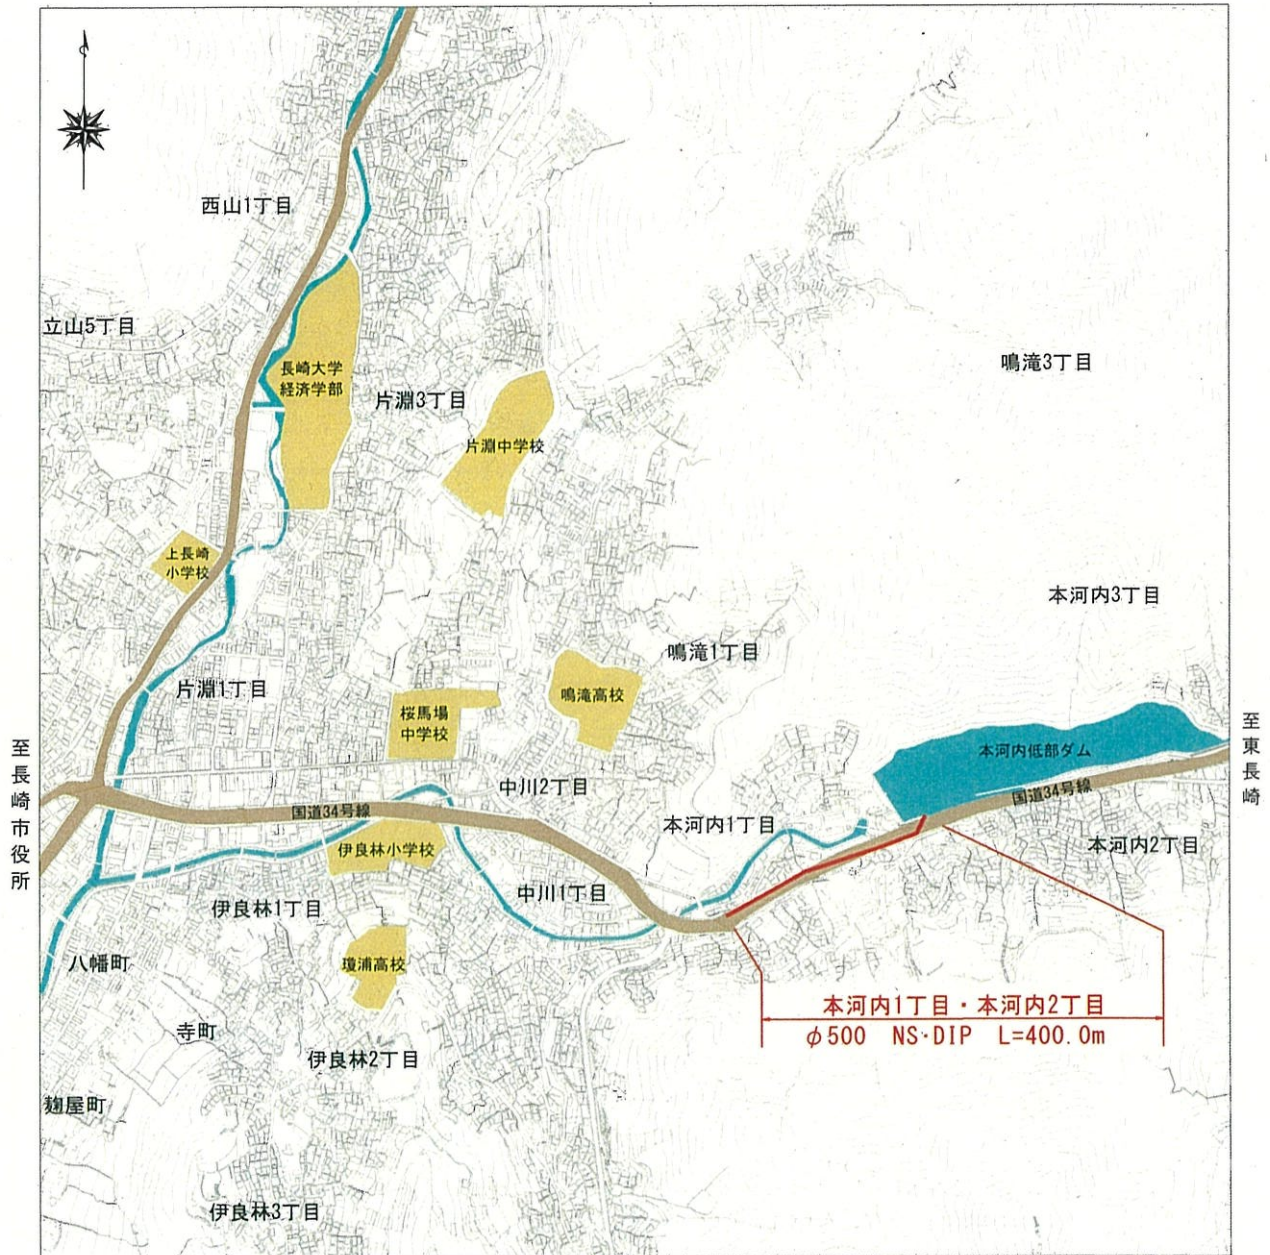 西山1丁目
立山5丁目
長崎大学
経済学部
片淵3丁目
鳴滝3丁目
片淵中学校
上長崎
小学校
本河内3丁目
鳴滝1丁目
片淵1丁目
桜馬場
中学校
鳴滝高校
至長崎市役所
至東長崎
本河内低部ダム
国道34号線
中川2丁目
国道34号線
本河内1丁目
本河内2丁目
伊良林小学校
中川1丁目
伊良林1丁目
八幡町
瓊浦高校
本河内1丁目・本河内2丁目
φ500 NS·DIP L=400.0m
寺町
伊良林2丁目
麹屋町
伊良林3丁目